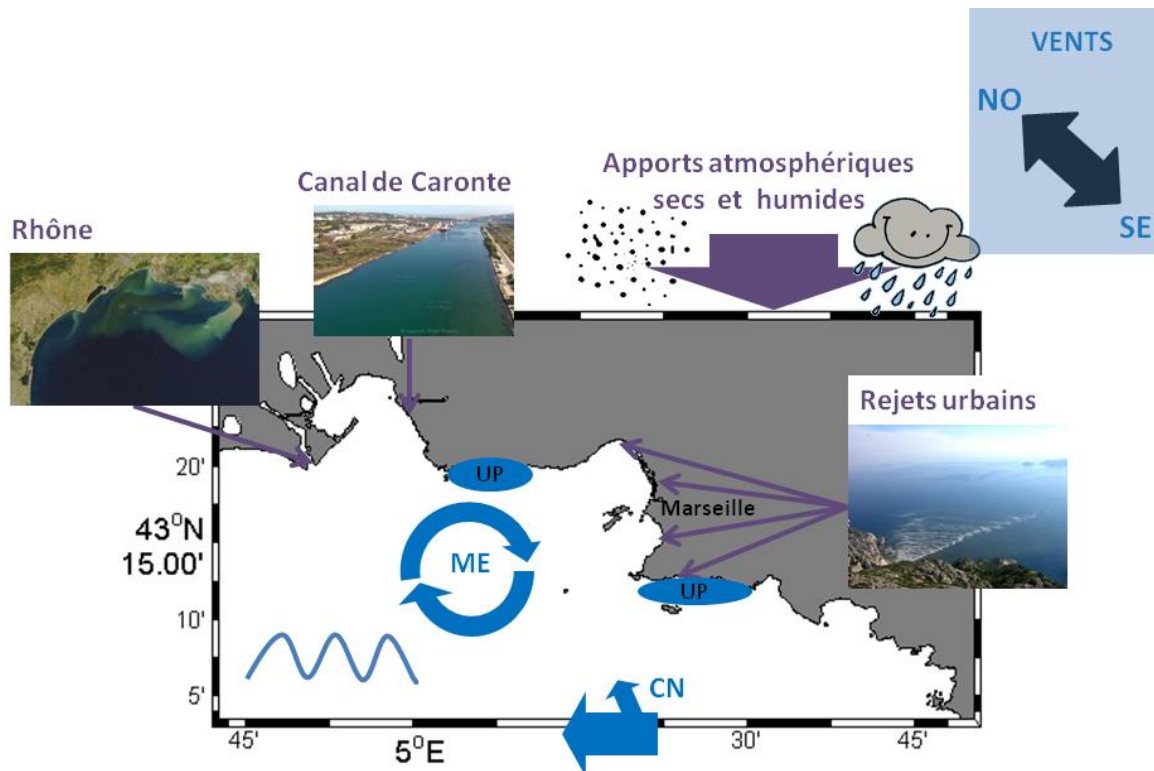 VENTS
NO
SE
Apports atmosphériques
secs et humides
Canal de Caronte
Rhône
Rejets urbains
UP
Marseille
ME
UP
CN
20'
43°N
15.00'
10'
5'
45'
5°E
30'
45'